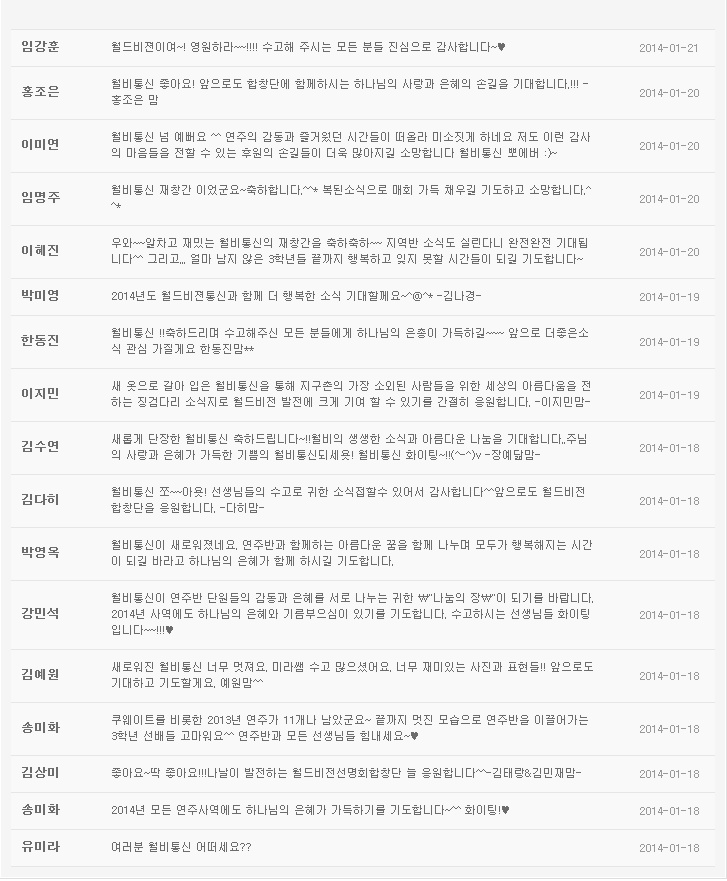 임강훈 월드비젼이여~! 영원하라~~!!!! 수고해 주시는 모든 분들 진심으로 감사합니다~♥ 2014-01-21
홍조은 월비통신 좋아요! 앞으로도 합창단에 함께하시는 하나님의 사랑과 은혜의 손길을 기대합니다.!!! - 2014-01-20
홍조은 맘
이미연 월비통신 넘 예뻐요 ^^ 연주의 감동과 즐거웠던 시간들이 떠올라 미소짓게 하네요 저도 이런 감사 2014-01-20
의 마음들을 전할 수 있는 후원의 손길들이 더욱 많아지길 소망합니다 월비통신 뽀에버 :)~
임명주 월비통신 재창간 이었군요~축하합니다.^^* 복된소식으로 매회 가득 채우길 기도하고 소망합니다.^ 2014-01-20
^*
이혜진 우와~~알차고 재밌는 월비통신의 재창간을 축하축하~~ 지역반 소식도 실린다니 완전완전 기대됩 2014-01-20
니다^^ 그리고,,, 얼마 남지 않은 3학년들 끝까지 행복하고 잊지 못할 시간들이 되길 기도합니다~
박미영 2014년도 월드비젼통신과 함께 더 행복한 소식 기대할께요~^@^* -김나경- 2014-01-19
한동진 월비통신 !!축하드리며 수고해주신 모든 분들에게 하나님의 은총이 가득하길~~~ 앞으로 더좋은소 2014-01-19
식 관심 가질게요 한동진맘**
이지민 새 옷으로 갈아 입은 월비통신을 통해 지구촌의 가장 소외된 사람들을 위한 세상의 아름다움을 전 2014-01-19
하는 징검다리 소식지로 월드비전 발전에 크게 기여 할 수 있기를 간절히 응원합니다. -이지민맘-
김수연 새롭게 단장한 월비통신 축하드립니다~!!월비의 생생한 소식과 아름다운 나눔을 기대합니다..주님 2014-01-18
의 사랑과 은혜가 가득한 기쁨의 월비통신되세욧! 월비통신 화이팅~!!(^-^)v -장예닮맘-
김다히 월비통신 쪼~~아욧! 선생님들의 수고로 귀한 소식접할수 있어서 감사합니다^^앞으로도 월드비전 2014-01-18
합창단을 응원합니다. -다히맘-
박영옥 월비통신이 새로워졌네요. 연주반과 함께하는 아름다운 꿈을 함께 나누며 모두가 행복해지는 시간 2014-01-18
이 되길 바라고 하나님의 은혜가 함께 하시길 기도합니다.
강민석 월비통신이 연주반 단원들의 감동과 은혜를 서로 나누는 귀한 ₩"나눔의 장₩"이 되기를 바랍니다. 2014-01-18
2014년 사역에도 하나님의 은혜와 기름부으심이 있기를 기도합니다. 수고하시는 선생님들 화이팅
입니다~~!!!♥
김예원 새로워진 월비통신 너무 멋져요. 미라쌤 수고 많으셨어요. 너무 재미있는 사진과 표현들!! 앞으로도 2014-01-18
기대하고 기도할게요. 예원맘^^
송미화 쿠웨이트를 비롯한 2013년 연주가 11개나 남았군요~ 끝까지 멋진 모습으로 연주반을 이끌어가는 2014-01-18
3학년 선배들 고마워요^^ 연주반과 모든 선생님들 힘내세요~♥
김상미 좋아요~딱 좋아요!!!나날이 발전하는 월드비전선명회합창단 늘 응원합니다^^-김태랑&김민재맘- 2014-01-18
송미화 2014년 모든 연주사역에도 하나님의 은혜가 가득하기를 기도합니다~^^ 화이팅!♥ 2014-01-18
유미라 여러분 월비통신 어떠세요?? 2014-01-18